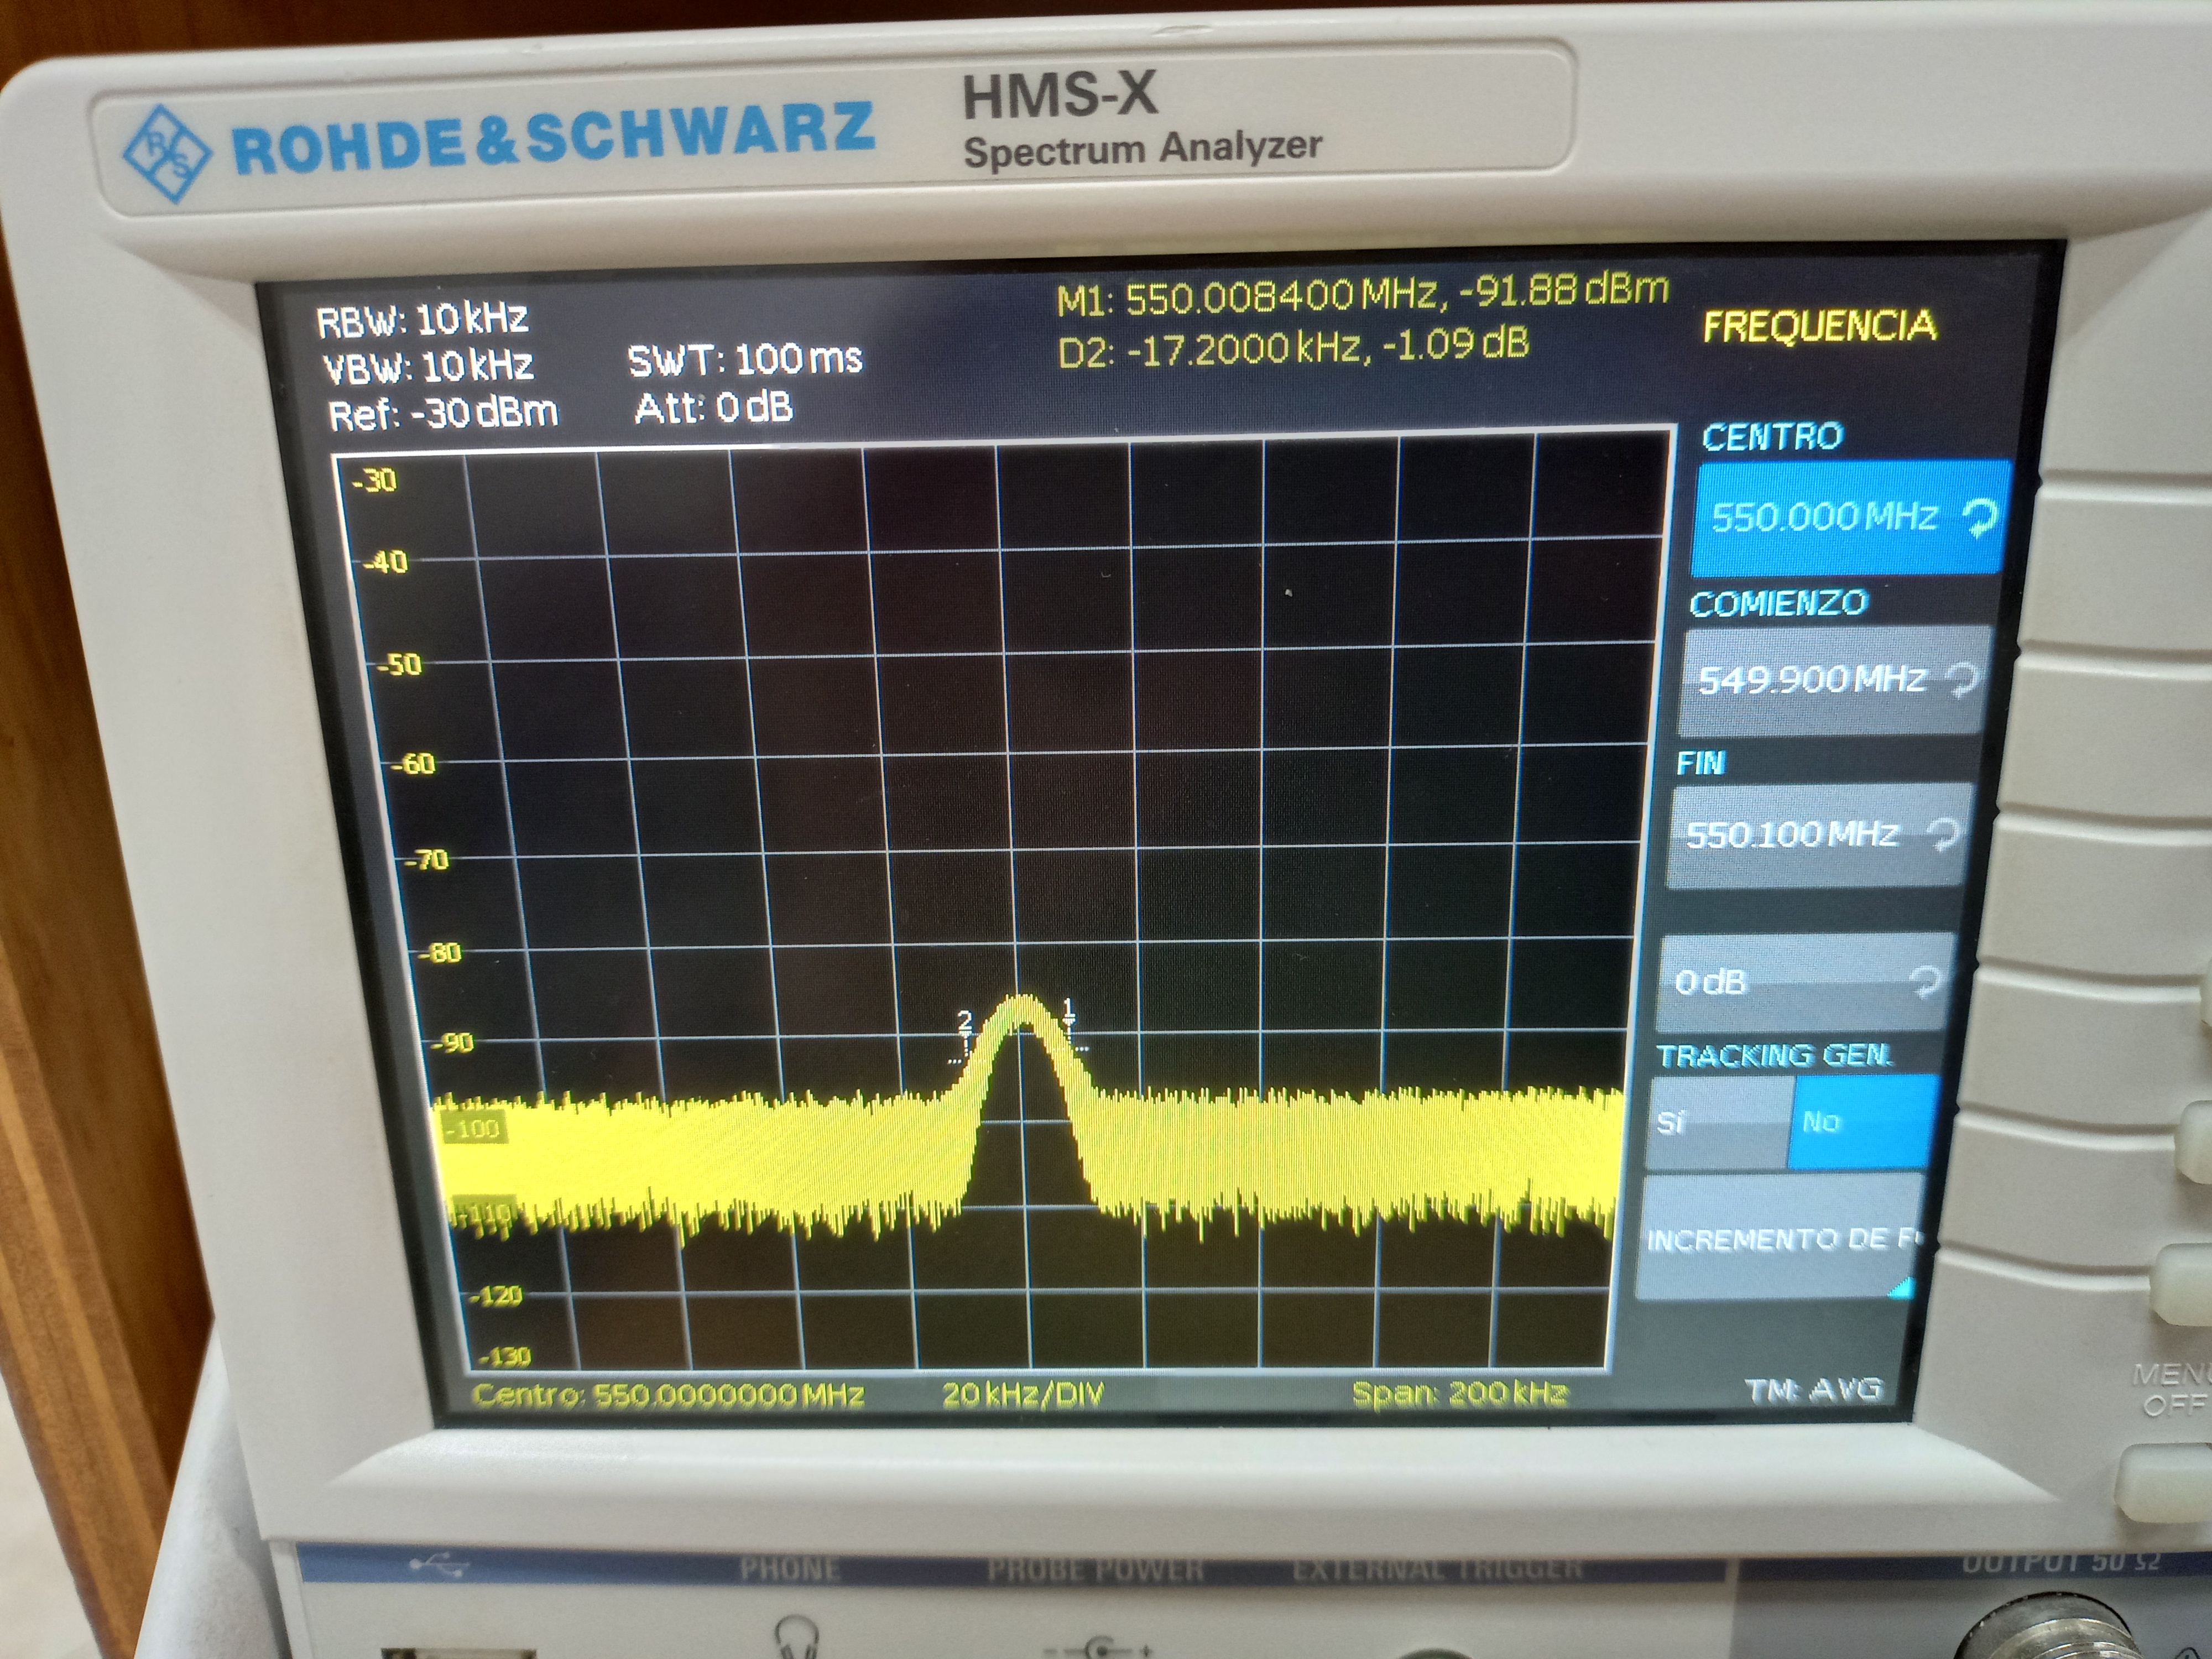 ROHDE&SCHWARZ
HMS-X
Spectrum Analyzer
RBW: 10 kHz
VBW: 10 kHz
SWT: 100 ms
Ref: -30 dBm
Att: 0 dB
M1: 550.008400 MHz, -91.88 dBm
D2: -17.2000 kHz, -1.09 dB
FREQUENCIA
CENTRO
550.000 MHz
COMIENZO
549.900 MHz
FIN
550.100 MHz
0 dB
TRACKING GEN.
Sí
No
INCREMENTO DE F
-30
-40
-50
-60
-70
-80
-90
-100
-110
-120
-130
2
1
Centro: 550.0000000 MHz
20 kHz/DIV
Span: 200 kHz
TM: AVG
MENU
OFF
PHONE
PROBE POWER
EXTERNAL TRIGGER
OUTPUT 50 Ω